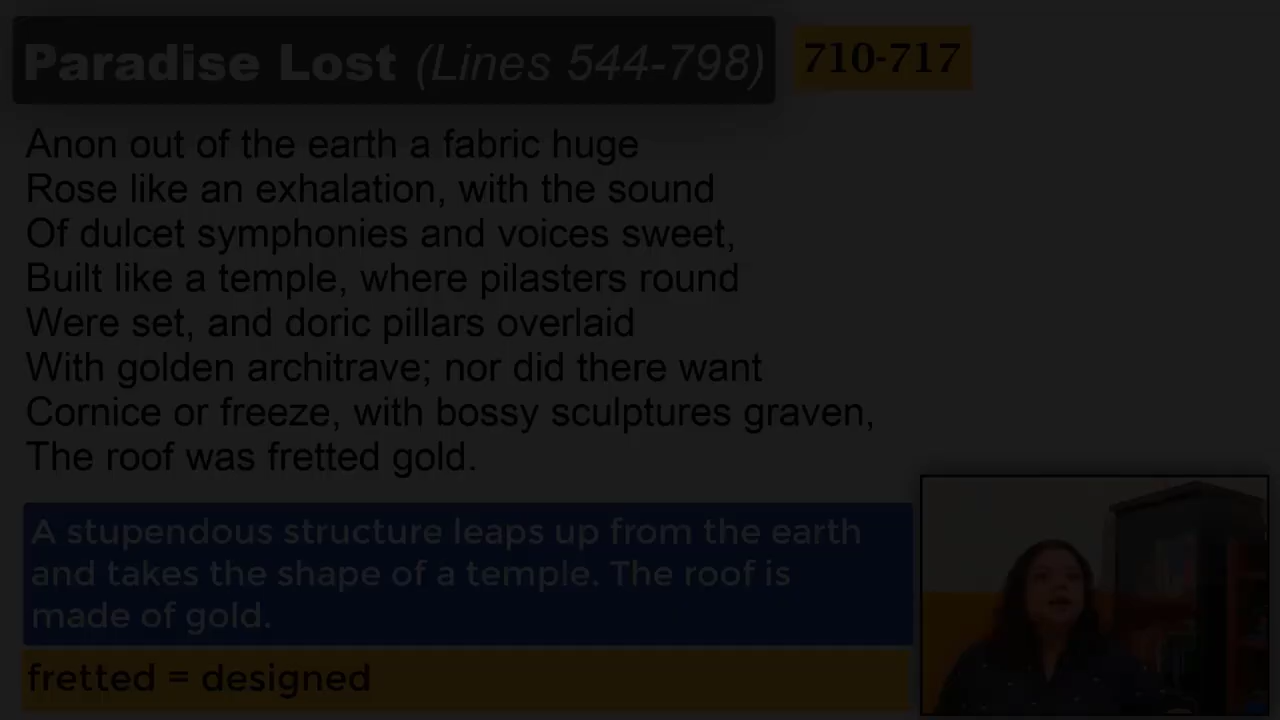 Paradise Lost (Lines 544-798)
710-717
Anon out of the earth a fabric huge
Rose like an exhalation, with the sound
Of dulcet symphonies and voices sweet,
Built like a temple, where pilasters round
Were set, and doric pillars overlaid
With golden architrave; nor did there want
Cornice or freeze, with bossy sculptures graven,
The roof was fretted gold.
A stupendous structure leaps up from the earth
and takes the shape of a temple. The roof is
made of gold.
fretted = designed